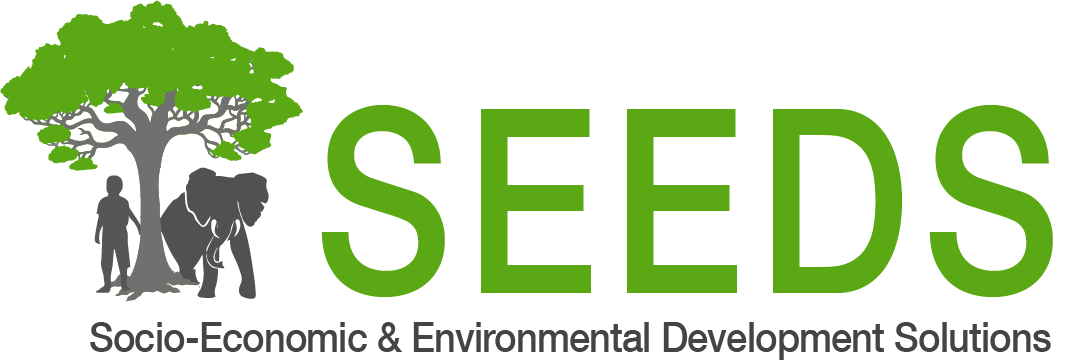 SEEDS
Socio-Economic & Environmental Development Solutions